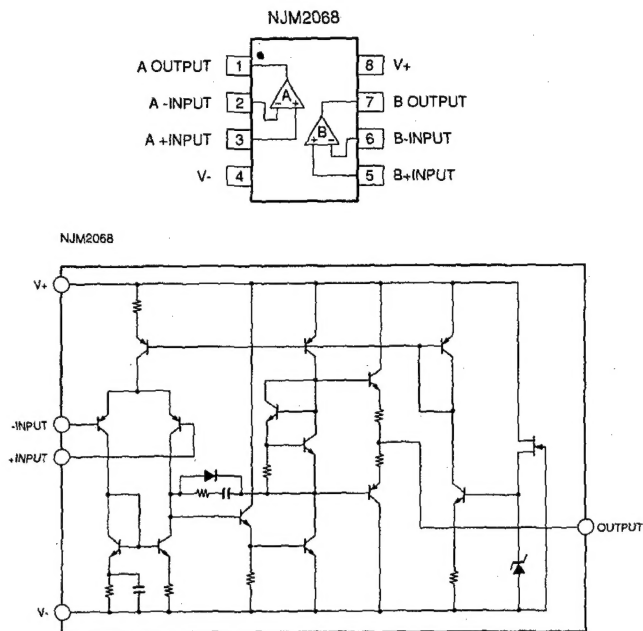 NJM2068
A OUTPUT 1
8 V+
A -INPUT 2
A
7 B OUTPUT
A +INPUT 3
B
6 B-INPUT
V- 4
5 B+INPUT
- +
+ -
NJM2068
V+
-INPUT
+INPUT
OUTPUT
V-